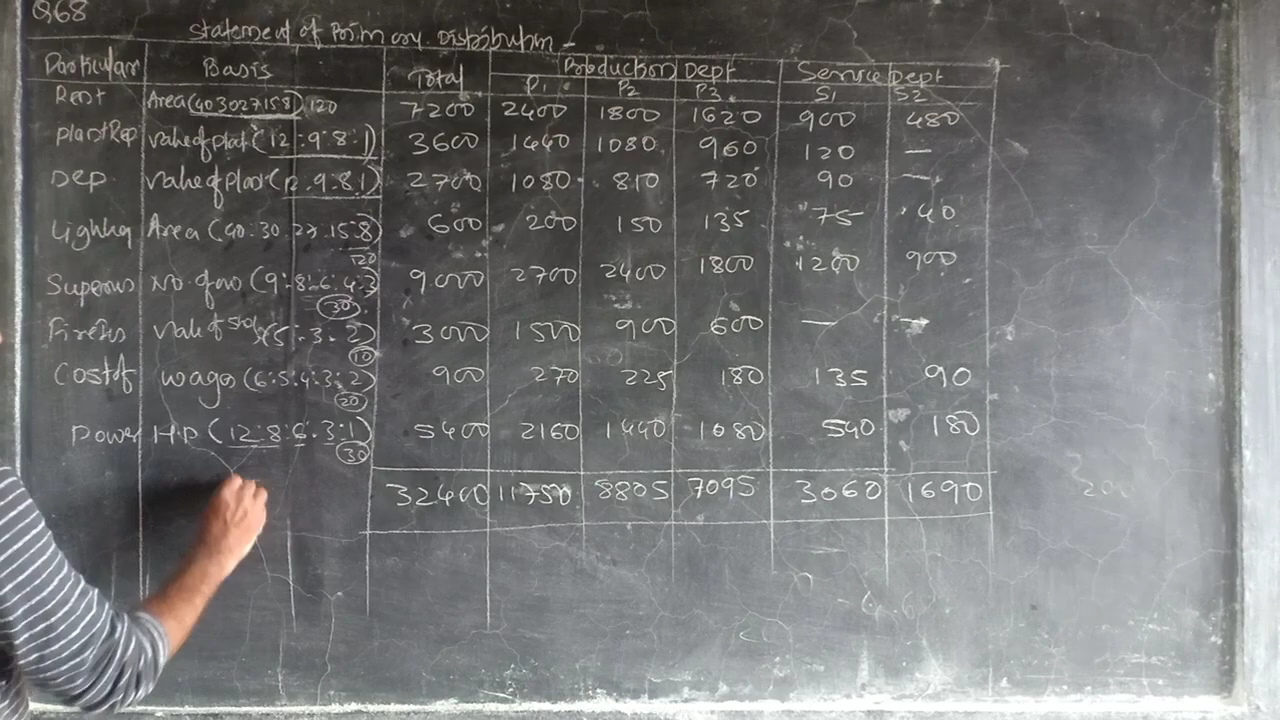 Q68
Statement of Primary Distribution -
Particular Basis Total Production Dept Service Dept
P1 P2 P3 S1 S2
Rent Area (40 30 27 15 8) 120 7200 2400 1800 1620 900 480
plant Rep Value of plat (12:9:8:1) 3600 1440 1080 960 120 —
Dep. Value of plant (12.9.8.1) 2700 1080 810 720 90 —
Lighting Area (40:30.27.15:8) 600 200 150 135 75 40
120
Supervis No. of wo (9:8:6:4:3) 9000 2700 2400 1800 1200 900
30
Fire Ins Value of Stock (5:3:2) 3000 1500 900 600 — —
10
Cost of wages (6:5:4:3:2) 900 270 225 180 135 90
20
Power H.P (12:8:6:3:1) 5400 2160 1440 1080 540 180
30
32400 11750 8805 7095 3060 1690